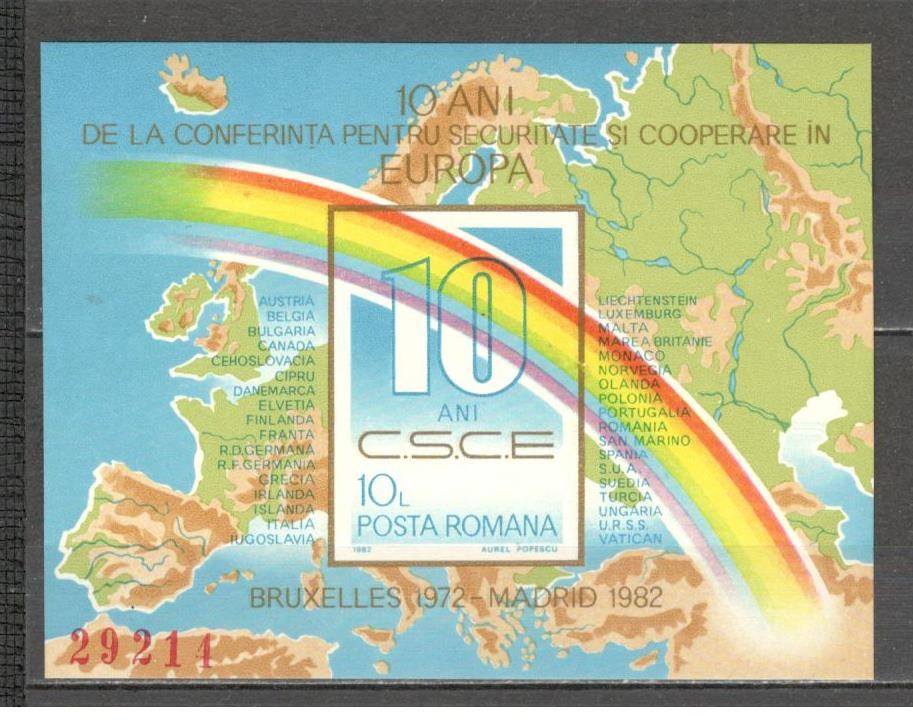 10 ANI
DE LA CONFERINȚA PENTRU SECURITATE ȘI COOPERARE ÎN
EUROPA
AUSTRIA
BELGIA
BULGARIA
CANADA
CEHOSLOVACIA
CIPRU
DANEMARCA
ELVETIA
FINLANDA
FRANTA
R.D.GERMANĂ
R.F.GERMANIA
GRECIA
IRLANDA
ISLANDA
ITALIA
IUGOSLAVIA
10
ANI
C.S.C.E
10L
POSTA ROMANA
1982 AUREL POPESCU
LIECHTENSTEIN
LUXEMBURG
MALTA
MAREA BRITANIE
MONACO
NORVEGIA
OLANDA
POLONIA
PORTUGALIA
ROMANIA
SAN MARINO
SPANIA
S.U.A.
SUEDIA
TURCIA
UNGARIA
U.R.S.S.
VATICAN
BRUXELLES 1972-MADRID 1982
29214